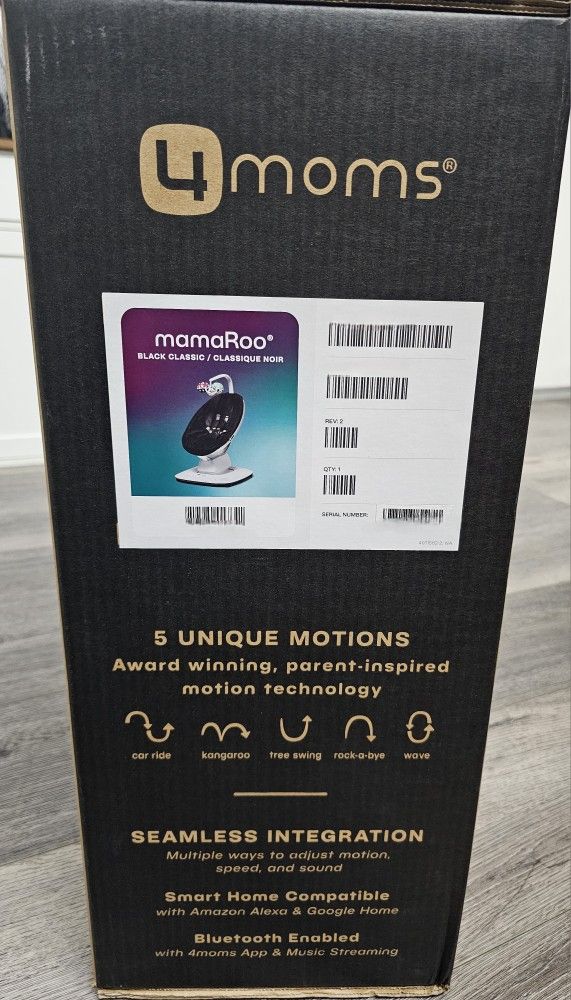 4moms®
mamaRoo®
BLACK CLASSIC / CLASSIQUE NOIR
REV: 2
QTY: 1
SERIAL NUMBER:
5 UNIQUE MOTIONS
Award winning, parent-inspired
motion technology
car ride kangaroo tree swing rock-a-bye wave
SEAMLESS INTEGRATION
Multiple ways to adjust motion,
speed, and sound
Smart Home Compatible
with Amazon Alexa & Google Home
Bluetooth Enabled
with 4moms App & Music Streaming